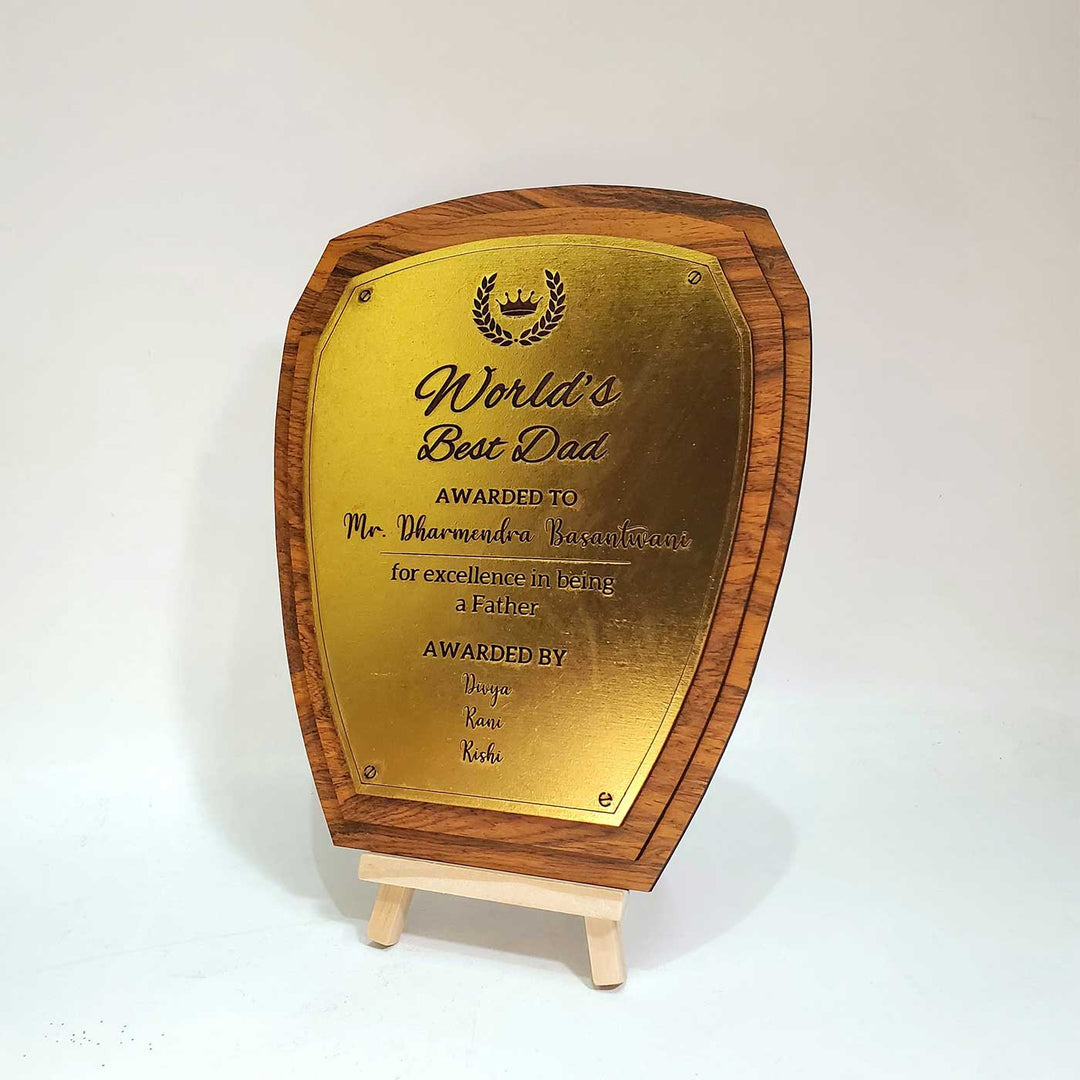 World's
Best Dad
AWARDED TO
Mr. Dharmendra Basantwani
for excellence in being
a Father
AWARDED BY
Divya
Rani
Rishi